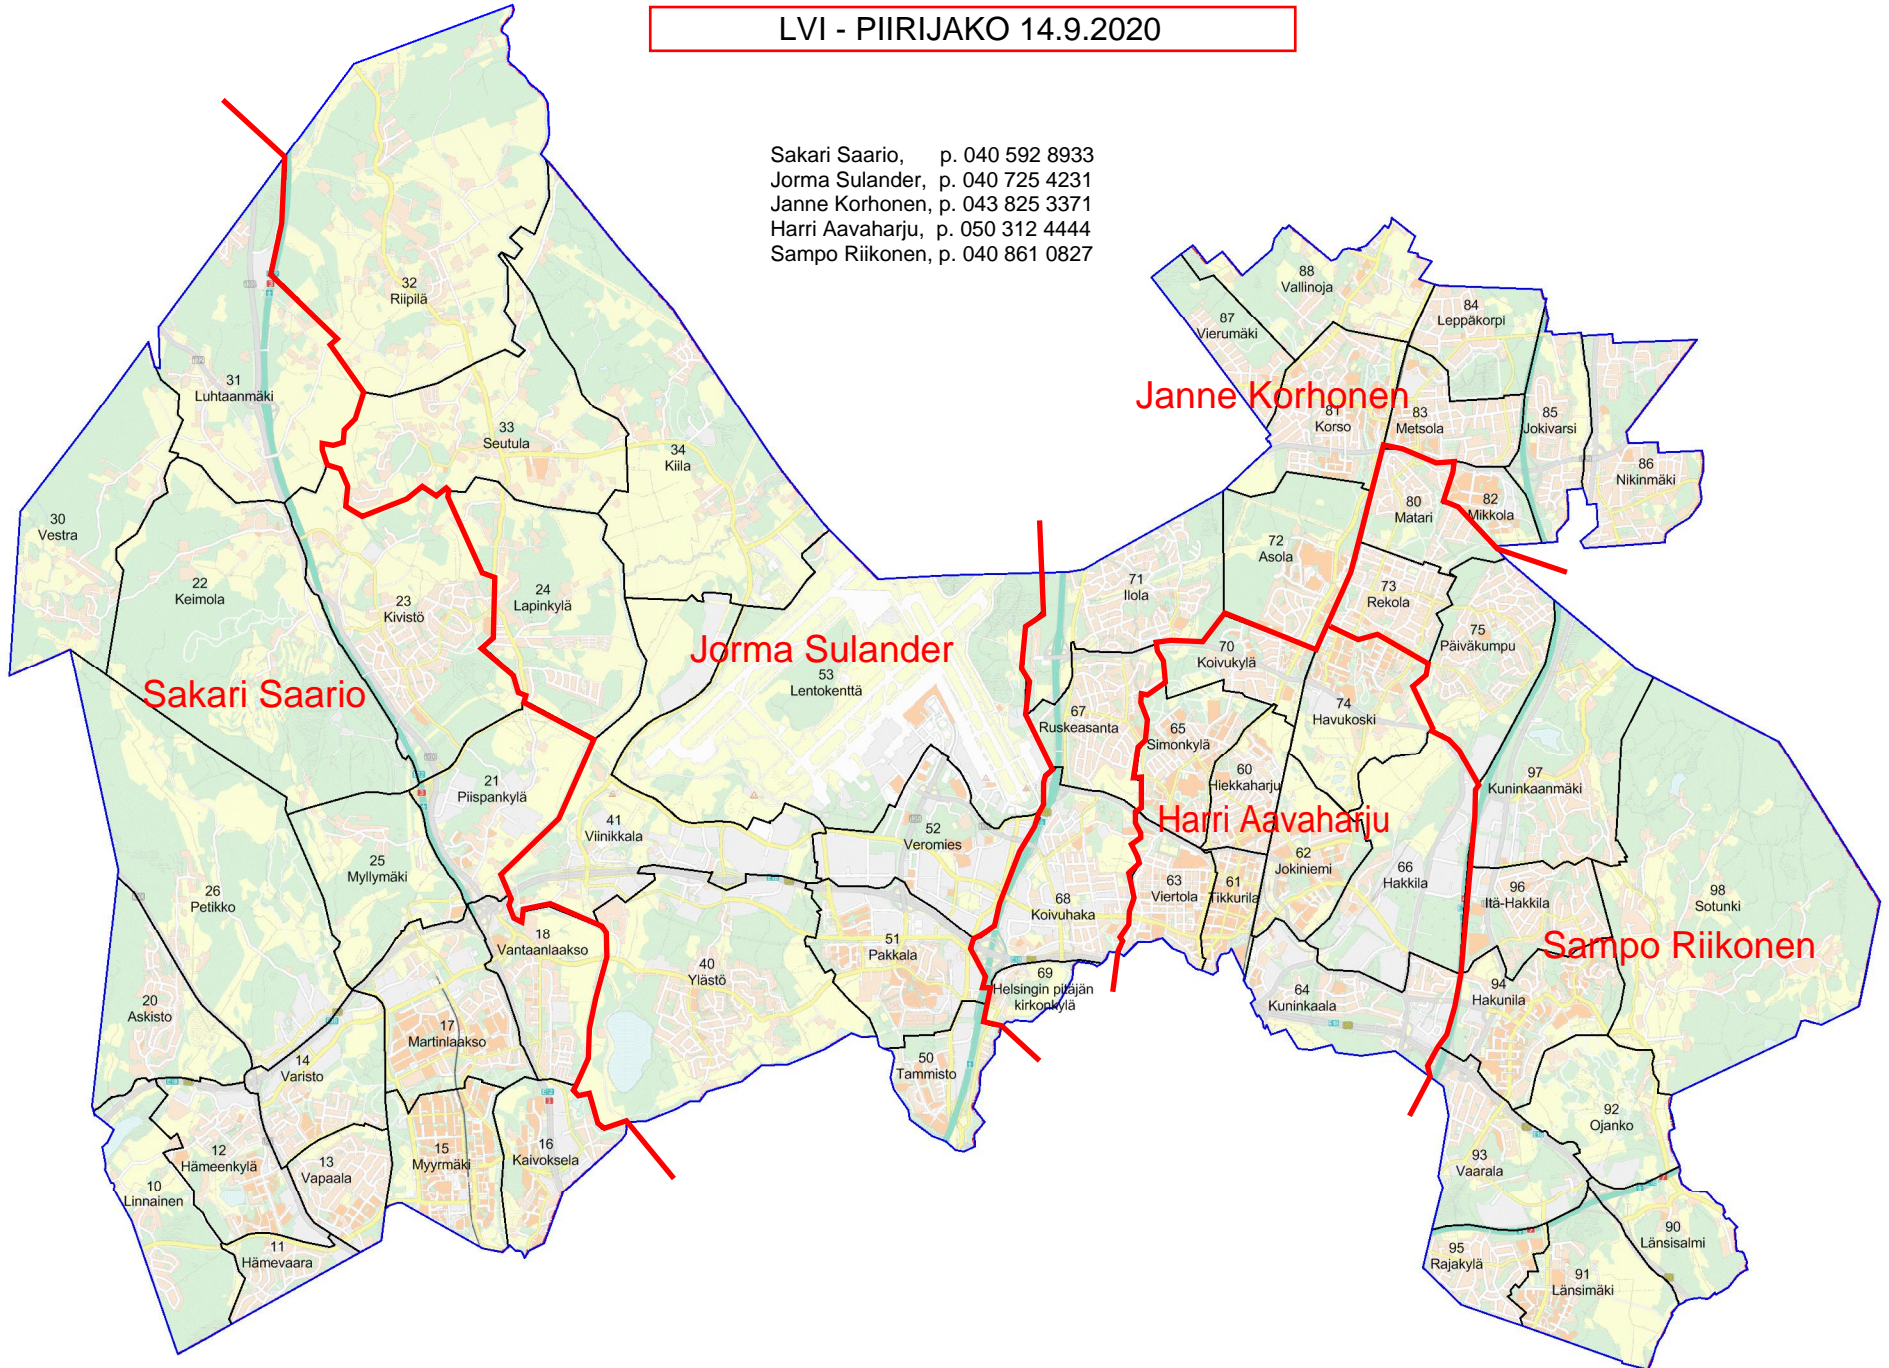 LVI - PIIRIJAKO 14.9.2020
Sakari Saario, p. 040 592 8933
Jorma Sulander, p. 040 725 4231
Janne Korhonen, p. 043 825 3371
Harri Aavaharju, p. 050 312 4444
Sampo Riikonen, p. 040 861 0827
32
Riipilä
88
Vallinoja
84
Leppäkorpi
87
Vierumäki
31
Luhtaanmäki
Janne Korhonen
81
Korso
83
Metsola
85
Jokivarsi
33
Seutula
34
Kiila
86
Nikinmäki
30
Vestra
80
Matari
82
Mikkola
22
Keimola
23
Kivistö
24
Lapinkylä
72
Asola
71
Ilola
73
Rekola
75
Päiväkumpu
Jorma Sulander
53
Lentokenttä
70
Koivukylä
Sakari Saario
67
Ruskeasanta
65
Simonkylä
74
Havukoski
60
Hiekkaharju
97
Kuninkaanmäki
21
Piispankylä
41
Viinikkala
52
Veromies
Harri Aavaharju
25
Myllymäki
26
Petikko
68
Koivuhaka
63
Viertola
61
Tikkurila
62
Jokiniemi
66
Hakkila
96
Itä-Hakkila
98
Sotunki
18
Vantaanlaakso
51
Pakkala
40
Ylästö
Sampo Riikonen
69
Helsingin pitäjän
kirkonkylä
64
Kuninkaala
94
Hakunila
20
Askisto
17
Martinlaakso
14
Varisto
50
Tammisto
92
Ojanko
12
Hämeenkylä
13
Vapaala
15
Myyrmäki
16
Kaivoksela
93
Vaarala
10
Linnainen
11
Hämevaara
90
Länsisalmi
95
Rajakylä
91
Länsimäki